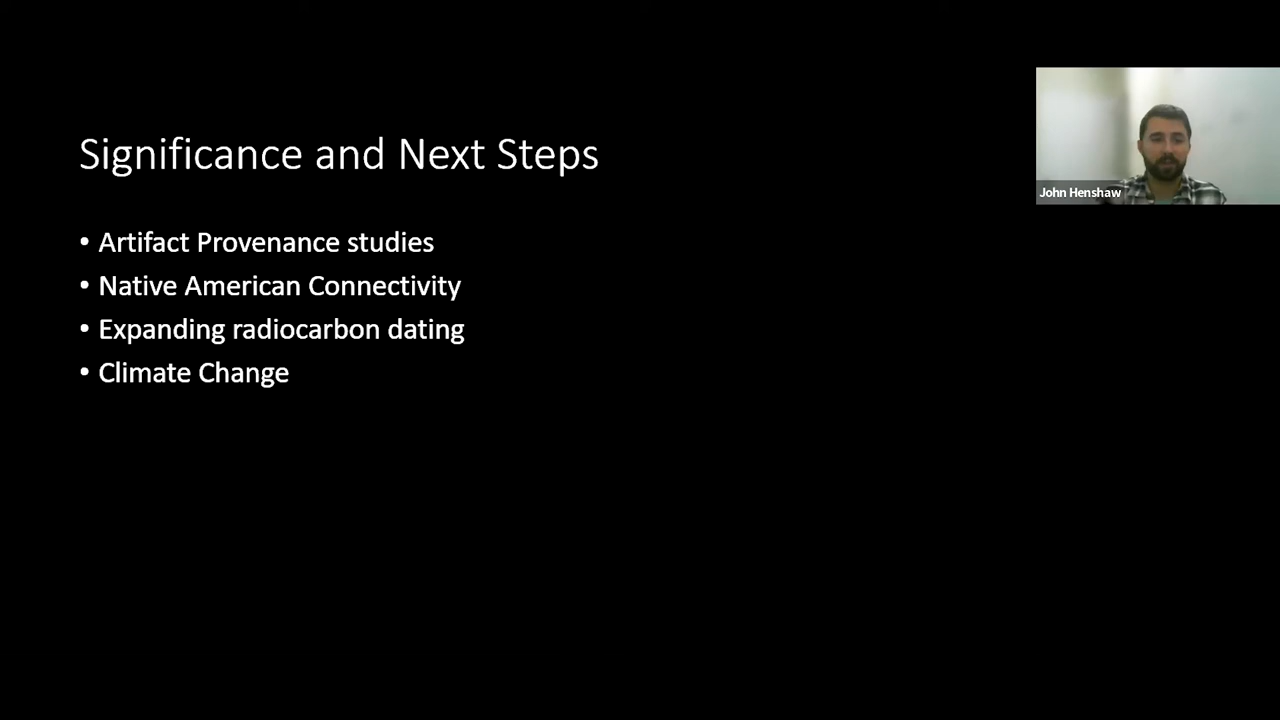 Significance and Next Steps
John Henshaw
• Artifact Provenance studies
• Native American Connectivity
• Expanding radiocarbon dating
• Climate Change